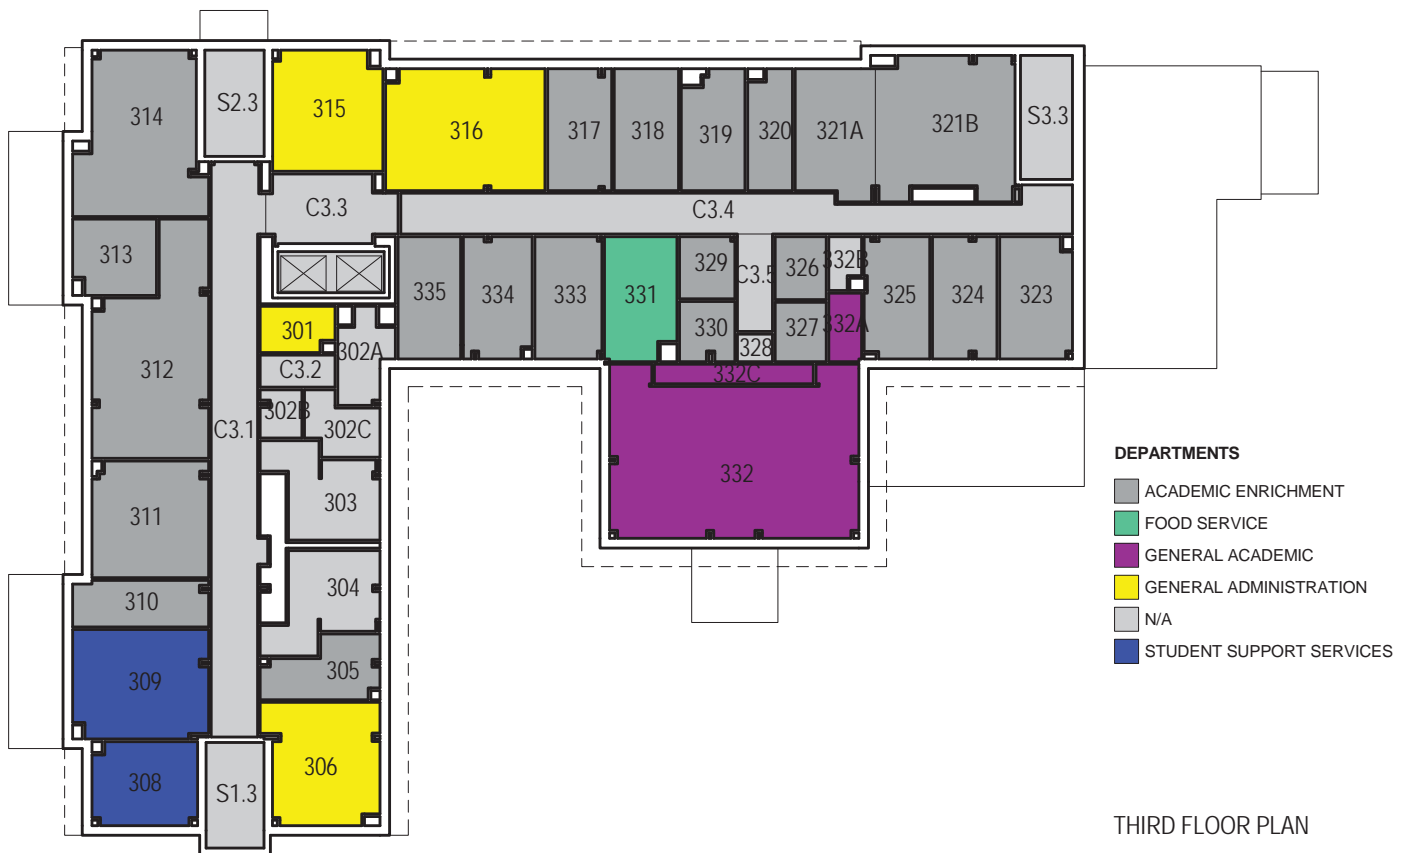 314
S2.3
315
316
317
318
319
320
321A
321B
S3.3
C3.3
C3.4
313
335
334
333
331
329
C3.5
326
332B
325
324
323
301
302A
330
328
327
332A
312
C3.2
332C
302B
302C
C3.1
332
311
303
310
304
309
305
308
S1.3
306
DEPARTMENTS
ACADEMIC ENRICHMENT
FOOD SERVICE
GENERAL ACADEMIC
GENERAL ADMINISTRATION
N/A
STUDENT SUPPORT SERVICES
THIRD FLOOR PLAN